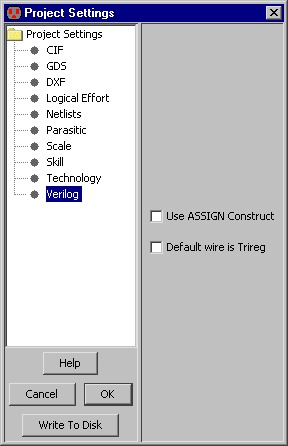 Project Settings
Project Settings
CIF
GDS
DXF
Logical Effort
Netlists
Parasitic
Scale
Skill
Technology
Verilog
Use ASSIGN Construct
Default wire is Trireg
Help
Cancel OK
Write To Disk